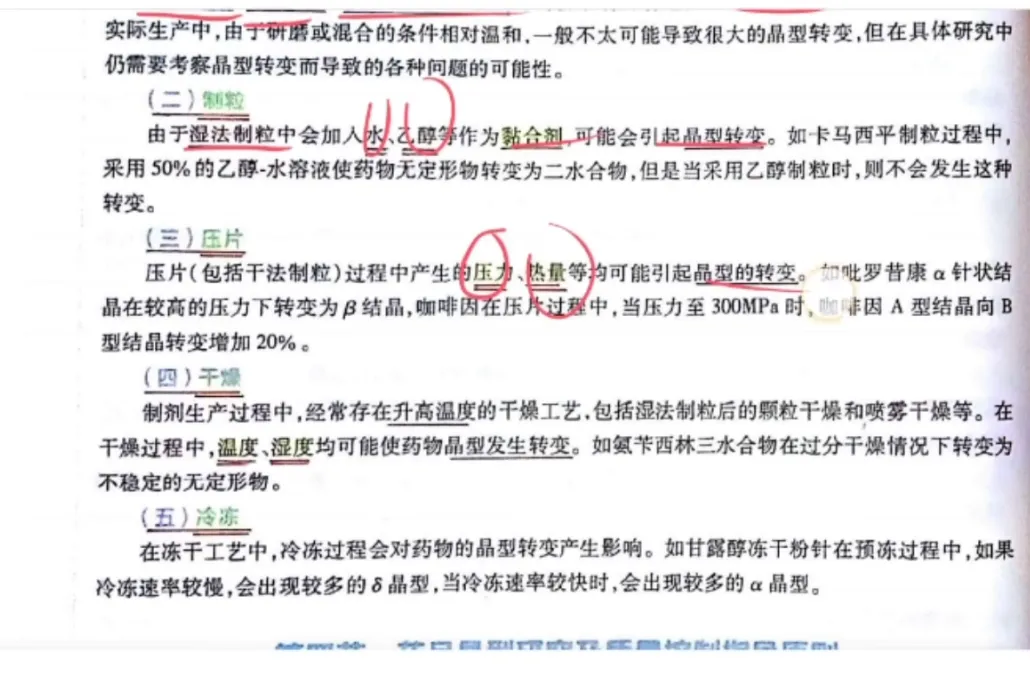 实际生产中,由于研磨或混合的条件相对温和,一般不太可能导致很大的晶型转变,但在具体研究中
仍需要考察晶型转变而导致的各种问题的可能性。
(二)制粒
由于湿法制粒中会加入水、乙醇等作为黏合剂,可能会引起晶型转变。如卡马西平制粒过程中,
采用50%的乙醇-水溶液使药物无定形物转变为二水合物,但是当采用乙醇制粒时,则不会发生这种
转变。
(三)压片
压片(包括干法制粒)过程中产生的压力、热量等均可能引起晶型的转变。如吡罗昔康α针状结
晶在较高的压力下转变为β结晶,咖啡因在压片过程中,当压力至300MPa时,咖啡因A型结晶向B
型结晶转变增加20%。
(四)干燥
制剂生产过程中,经常存在升高温度的干燥工艺,包括湿法制粒后的颗粒干燥和喷雾干燥等。在
干燥过程中,温度、湿度均可能使药物晶型发生转变。如氨苄西林三水合物在过分干燥情况下转变为
不稳定的无定形物。
(五)冷冻
在冻干工艺中,冷冻过程会对药物的晶型转变产生影响。如甘露醇冻干粉针在预冻过程中,如果
冷冻速率较慢,会出现较多的δ晶型,当冷冻速率较快时,会出现较多的α晶型。